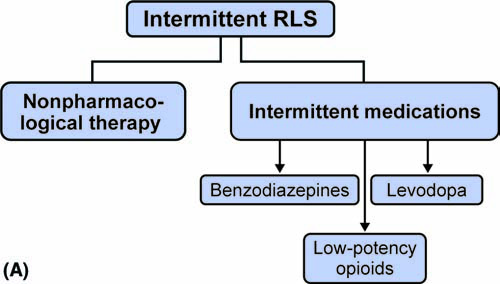 Intermittent RLS
Nonpharmaco-
logical therapy
Intermittent medications
Benzodiazepines
Levodopa
Low-potency
opioids
(A)